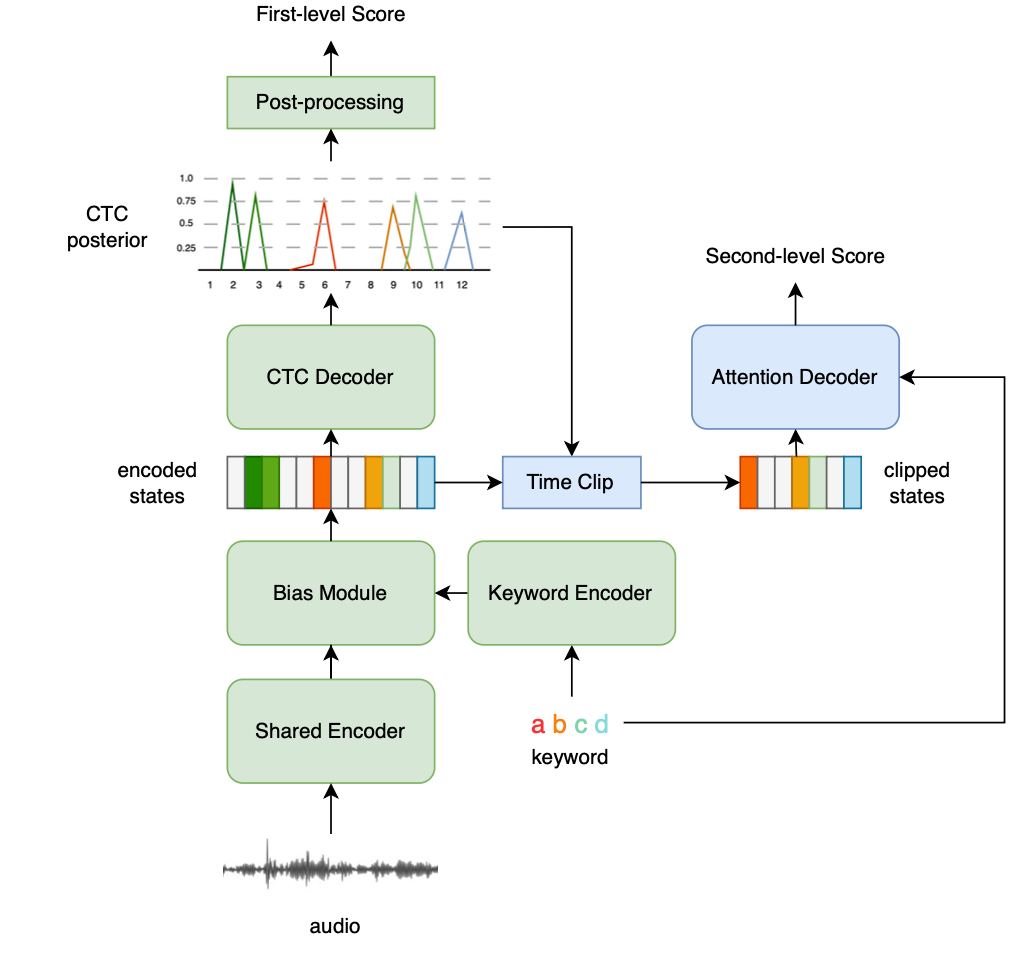 First-level Score
Post-processing
1.0
0.75
0.5
0.25
1 2 3 4 5 6 7 8 9 10 11 12
CTC
posterior
Second-level Score
CTC Decoder
Attention Decoder
encoded
states
Time Clip
clipped
states
Bias Module
Keyword Encoder
Shared Encoder
a b c d
keyword
audio